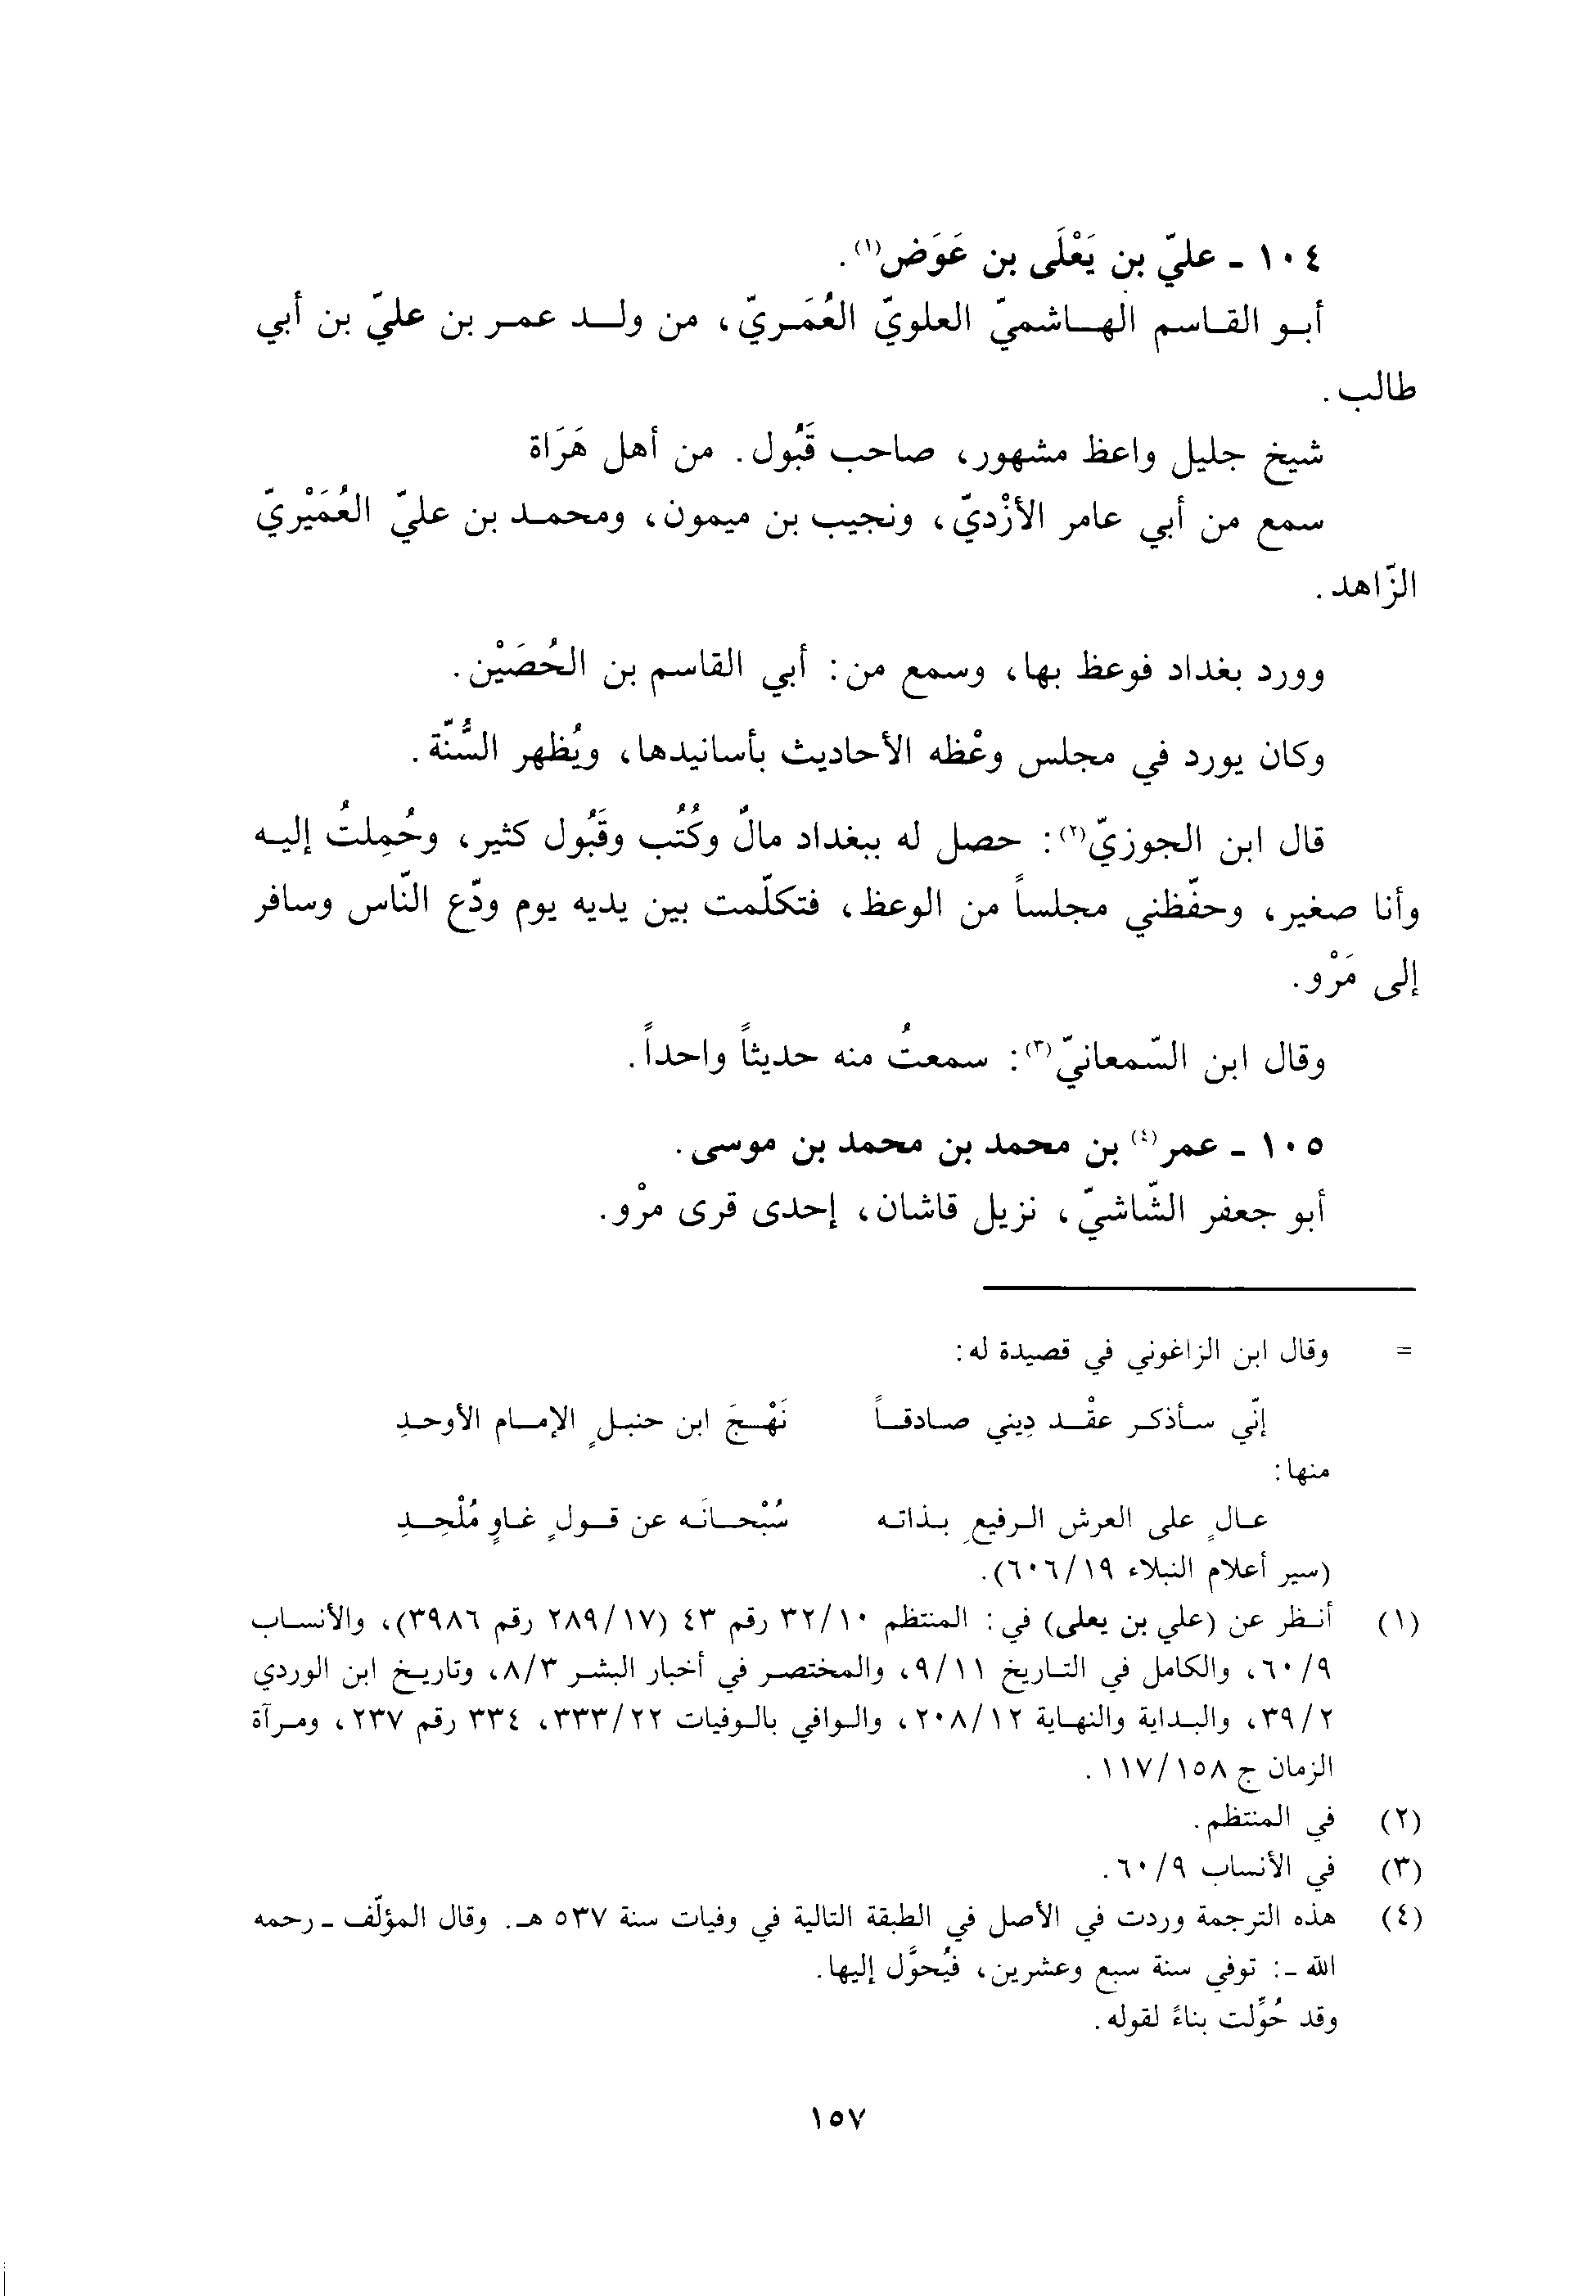 ١٠٤ - عليّ بن يَعْلَى بن عَوَض(١).
أبو القاسم الهاشميّ العلويّ العُمَريّ، من ولد عمر بن عليّ بن أبي
طالب.
شيخ جليل واعظ مشهور، صاحب قَبُول. من أهل هَرَاة
سمع من أبي عامر الأزْديّ، ونجيب بن ميمون، ومحمد بن عليّ العُمَيْريّ
الزّاهد.
وورد بغداد فوعظ بها، وسمع من: أبي القاسم بن الحُصَيْن.
وكان يورد في مجلس وعْظه الأحاديث بأسانيدها، ويُظهر السُّنّة.
قال ابن الجوزيّ(٢): حصل له ببغداد مالٌ وكُتُب وقَبُول كثير، وحُمِلتُ إليه
وأنا صغير، وحفّظني مجلساً من الوعظ، فتكلّمت بين يديه يوم ودّع النّاس وسافر
إلى مَرْو.
وقال ابن السّمعانيّ(٣): سمعتُ منه حديثاً واحداً.
١٠٥ - عمر(٤) بن محمد بن محمد بن موسى.
أبو جعفر الشّاشيّ، نزيل قاشان، إحدى قرى مرْو.
= وقال ابن الزاغوني في قصيدة له:
إنّي سأذكر عقْد دِيني صادقاً نَهْجَ ابن حنبلٍ الإمام الأوحدِ
منها:
عالٍ على العرش الرفيعِ بذاته سُبْحانَه عن قولٍ غاوٍ مُلْحِدِ
(سير أعلام النبلاء ١٩/٦٠٦).
(١) أنظر عن (علي بن يعلى) في: المنتظم ٣٢/١٠ رقم ٤٣ (٢٨٩/١٧ رقم ٣٩٨٦)، والأنساب
٦٠/٩، والكامل في التاريخ ٩/١١، والمختصر في أخبار البشر ٨/٣، وتاريخ ابن الوردي
٣٩/٢، والبداية والنهاية ٢٠٨/١٢، والوافي بالوفيات ٣٣٣/٢٢، ٣٣٤ رقم ٢٣٧، ومرآة
الزمان ج ١١٧/١٥٨.
(٢) في المنتظم.
(٣) في الأنساب ٦٠/٩.
(٤) هذه الترجمة وردت في الأصل في الطبقة التالية في وفيات سنة ٥٣٧ هـ. وقال المؤلّف - رحمه
الله -: توفي سنة سبع وعشرين، فيُحوَّل إليها.
وقد حُوِّلت بناءً لقوله.
١٥٧